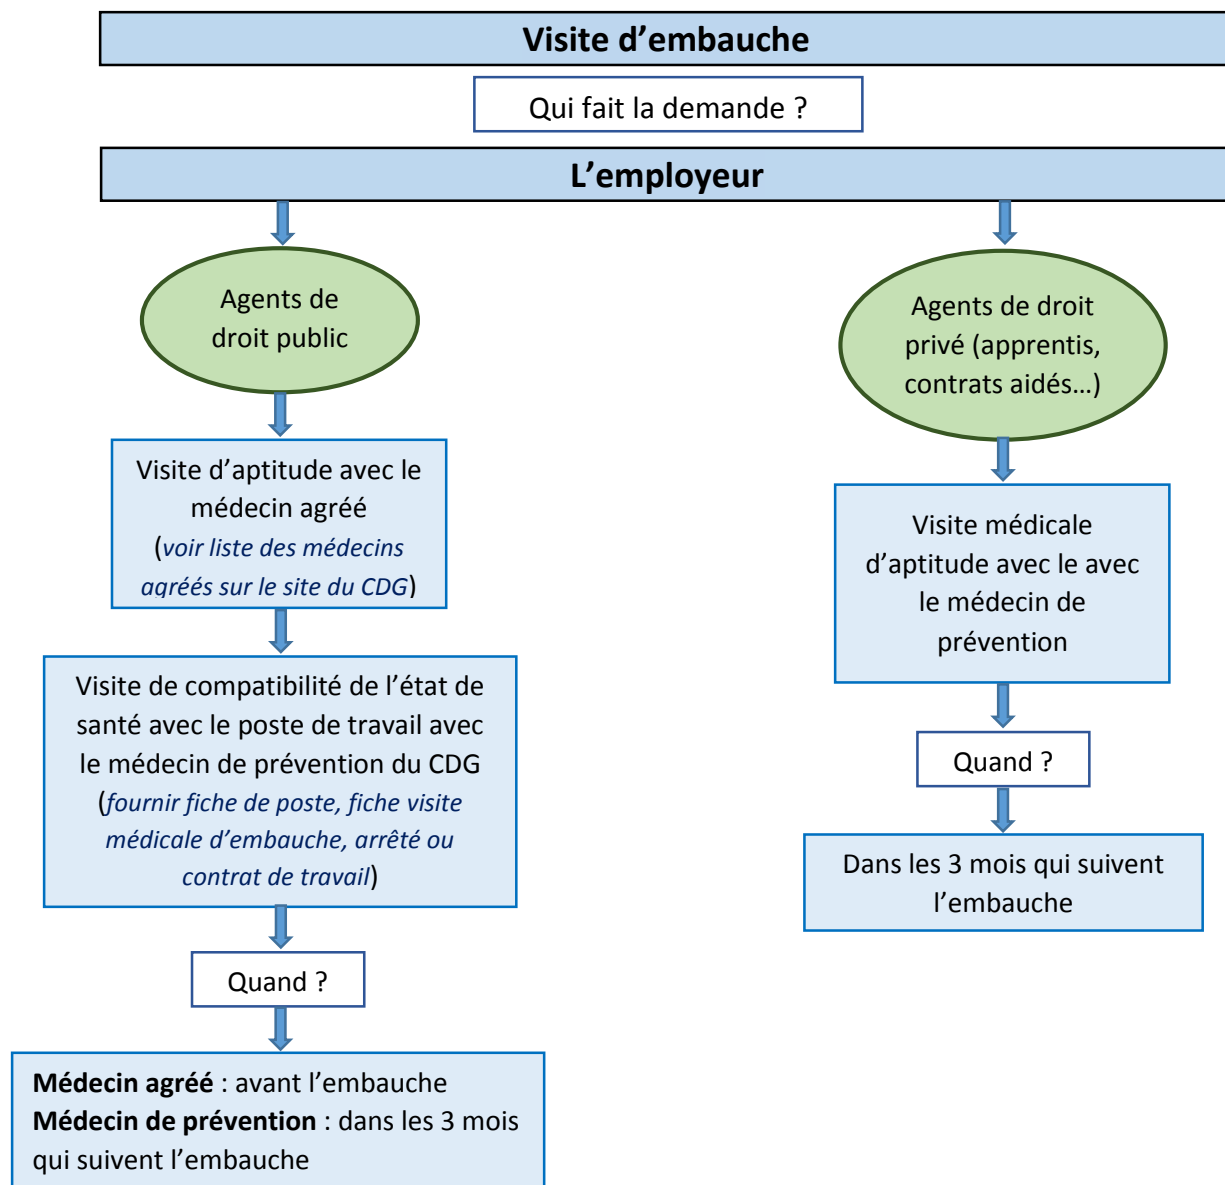 Visite d’embauche
Qui fait la demande ?
L’employeur
Agents de
droit public
Visite d’aptitude avec le
médecin agréé
(voir liste des médecins
agréés sur le site du CDG)
Visite de compatibilité de l’état de
santé avec le poste de travail avec
le médecin de prévention du CDG
(fournir fiche de poste, fiche visite
médicale d’embauche, arrêté ou
contrat de travail)
Quand ?
Médecin agréé : avant l’embauche
Médecin de prévention : dans les 3 mois
qui suivent l’embauche
Agents de droit
privé (apprentis,
contrats aidés…)
Visite médicale
d’aptitude avec le avec
le médecin de
prévention
Quand ?
Dans les 3 mois qui suivent
l’embauche